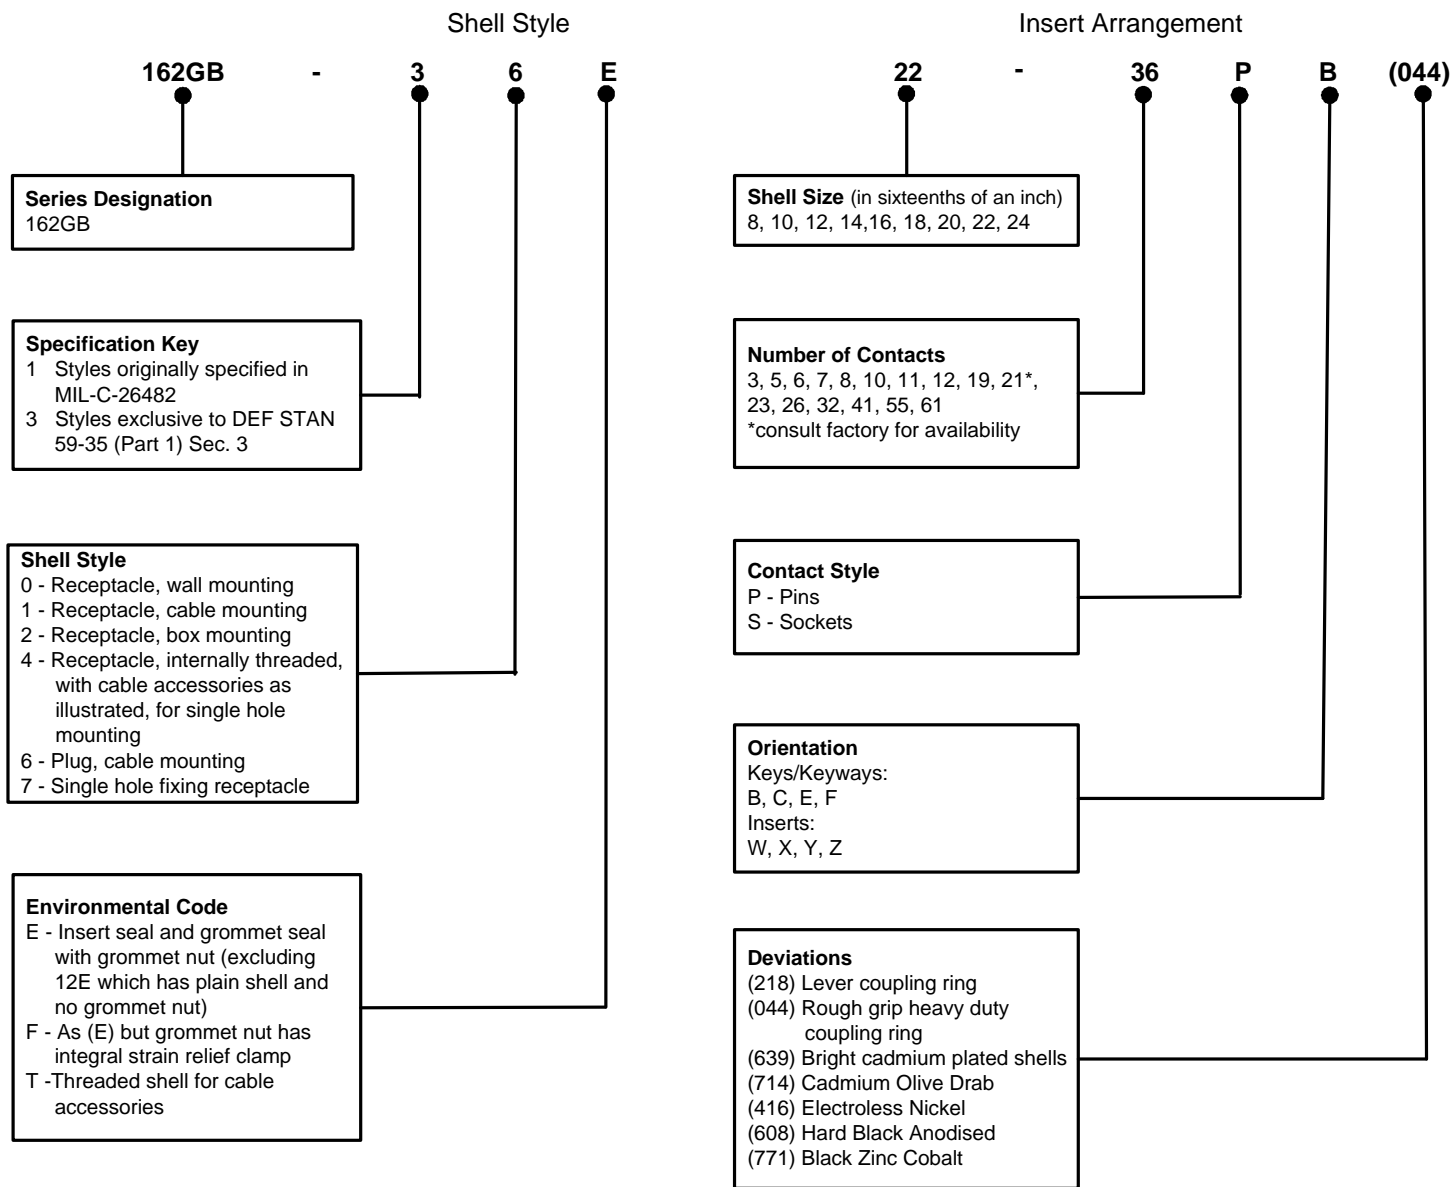 Shell Style
Insert Arrangement
162GB - 3 6 E 22 - 36 P B (044)
Series Designation
162GB
Specification Key
1 Styles originally specified in
MIL-C-26482
3 Styles exclusive to DEF STAN
59-35 (Part 1) Sec. 3
Shell Style
0 - Receptacle, wall mounting
1 - Receptacle, cable mounting
2 - Receptacle, box mounting
4 - Receptacle, internally threaded,
with cable accessories as
illustrated, for single hole
mounting
6 - Plug, cable mounting
7 - Single hole fixing receptacle
Environmental Code
E - Insert seal and grommet seal
with grommet nut (excluding
12E which has plain shell and
no grommet nut)
F - As (E) but grommet nut has
integral strain relief clamp
T -Threaded shell for cable
accessories
Shell Size (in sixteenths of an inch)
8, 10, 12, 14,16, 18, 20, 22, 24
Number of Contacts
3, 5, 6, 7, 8, 10, 11, 12, 19, 21*,
23, 26, 32, 41, 55, 61
*consult factory for availability
Contact Style
P - Pins
S - Sockets
Orientation
Keys/Keyways:
B, C, E, F
Inserts:
W, X, Y, Z
Deviations
(218) Lever coupling ring
(044) Rough grip heavy duty
coupling ring
(639) Bright cadmium plated shells
(714) Cadmium Olive Drab
(416) Electroless Nickel
(608) Hard Black Anodised
(771) Black Zinc Cobalt